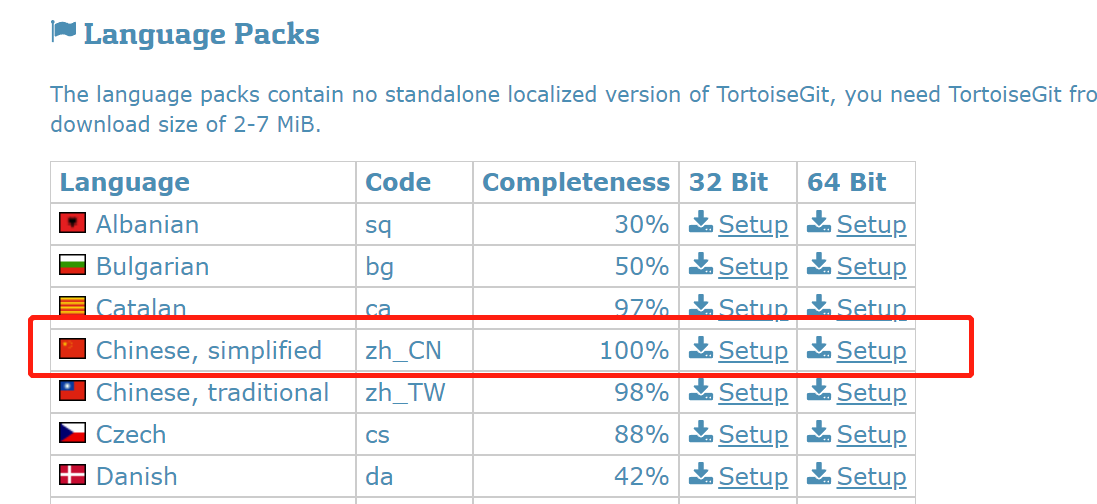 Language Packs
The language packs contain no standalone localized version of TortoiseGit, you need TortoiseGit fro
download size of 2-7 MiB.
Language Code Completeness 32 Bit 64 Bit
Albanian sq 30% Setup Setup
Bulgarian bg 50% Setup Setup
Catalan ca 97% Setup Setup
Chinese, simplified zh_CN 100% Setup Setup
Chinese, traditional zh_TW 98% Setup Setup
Czech cs 88% Setup Setup
Danish da 42% Setup Setup